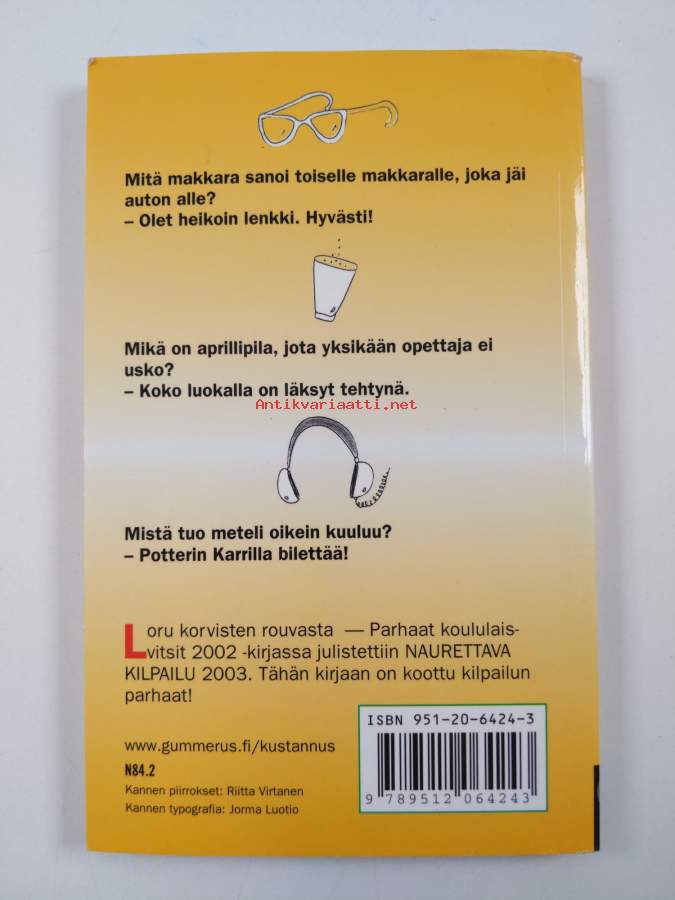 Mitä makkara sanoi toiselle makkaralle, joka jäi
auton alle?
– Olet heikoin lenkki. Hyvästi!
Mikä on aprillipila, jota yksikään opettaja ei
usko?
– Koko luokalla on läksyt tehtynä.
Antikvariaatti.net
Mistä tuo meteli oikein kuuluu?
– Potterin Karrilla bilettää!
Loru korvisten rouvasta — Parhaat koululais-
vitsit 2002 -kirjassa julistettiin NAURETTAVA
KILPAILU 2003. Tähän kirjaan on koottu kilpailun
parhaat!
www.gummerus.fi/kustannus
N84.2
Kannen piirrokset: Riitta Virtanen
Kannen typografia: Jorma Luotio
ISBN 951-20-6424-3
9 789512 064243